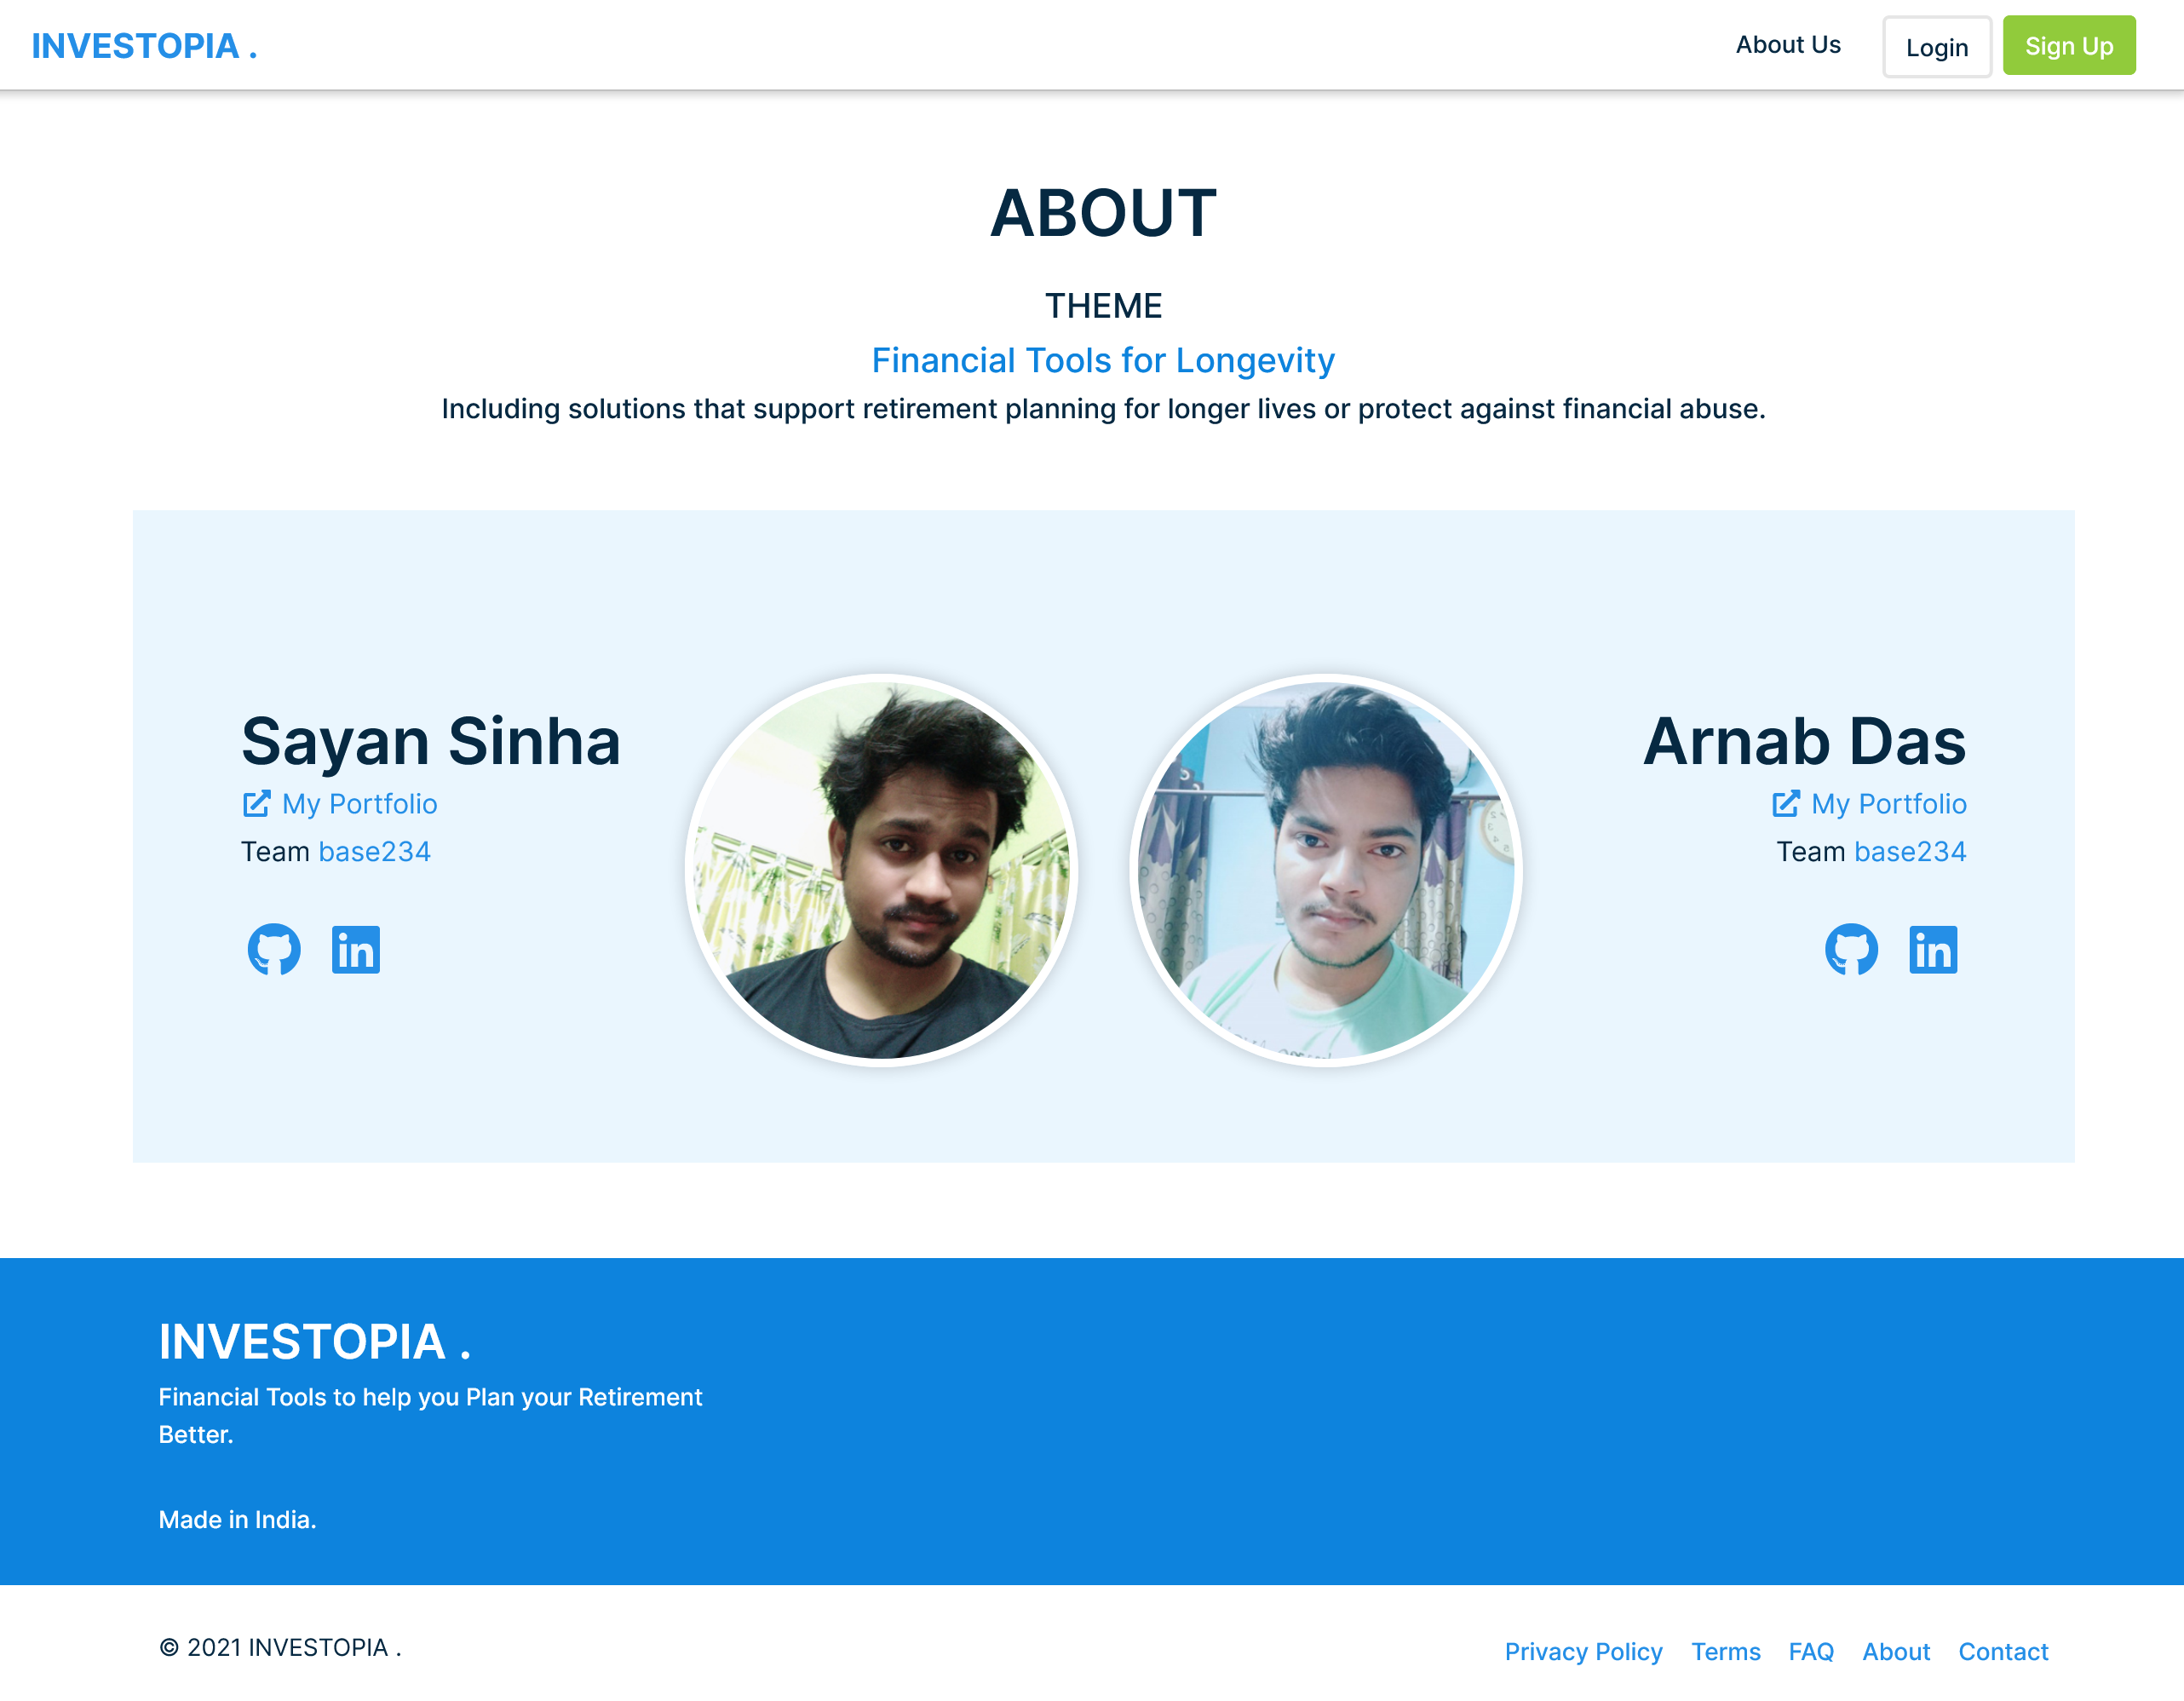 INVESTOPIA .
About Us
Login
Sign Up
ABOUT
THEME
Financial Tools for Longevity
Including solutions that support retirement planning for longer lives or protect against financial abuse.
Sayan Sinha
My Portfolio
Team base234
Arnab Das
My Portfolio
Team base234
INVESTOPIA .
Financial Tools to help you Plan your Retirement
Better.
Made in India.
© 2021 INVESTOPIA .
Privacy Policy
Terms
FAQ
About
Contact